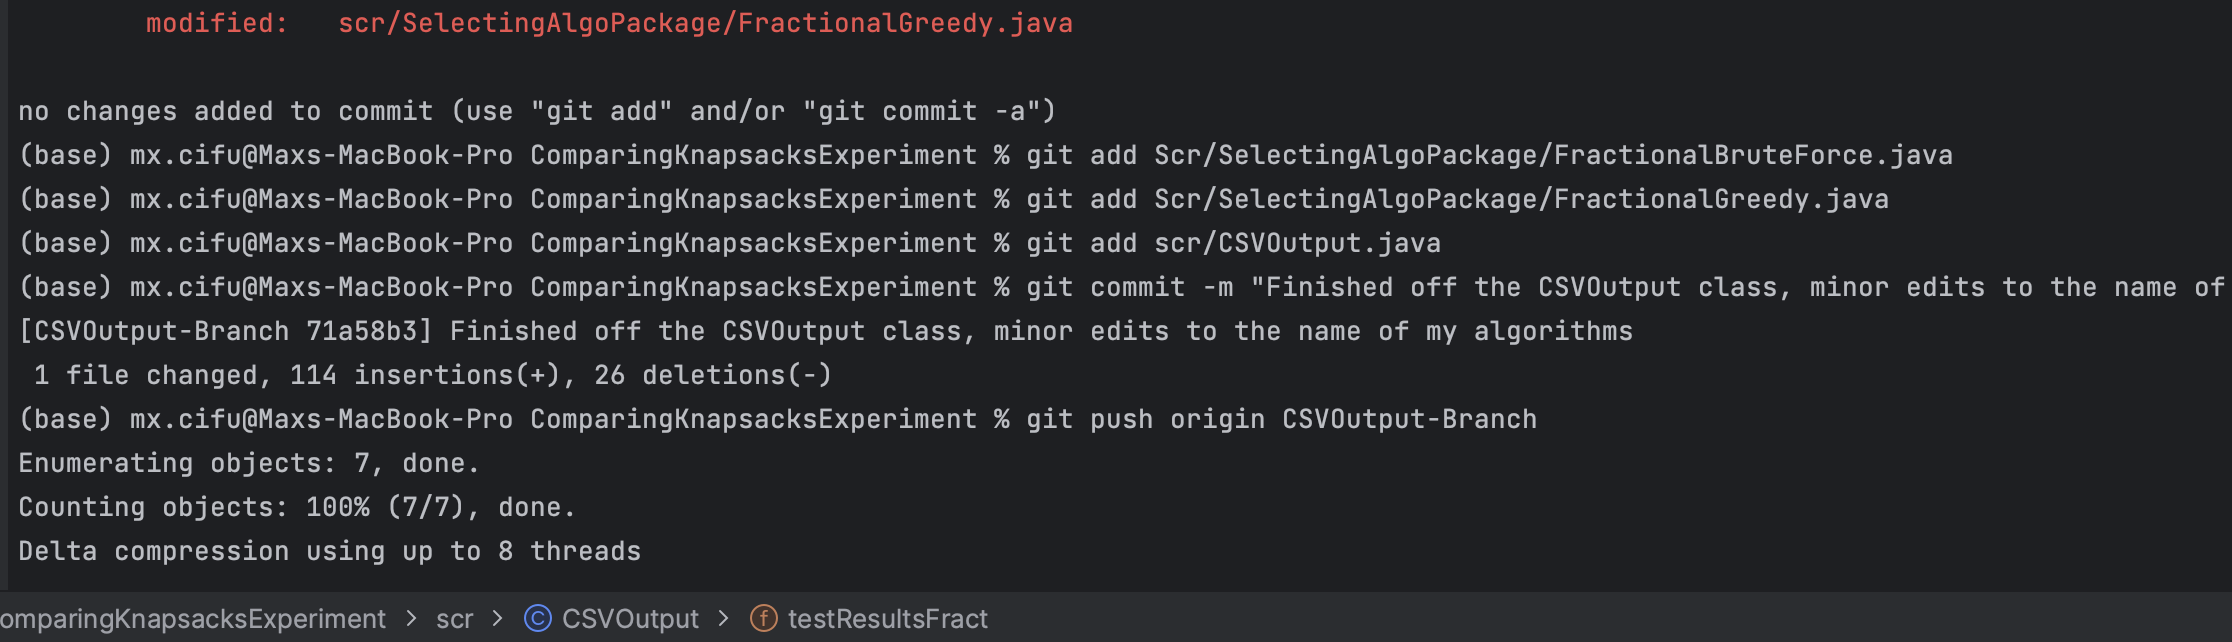 modified:   scr/SelectingAlgoPackage/FractionalGreedy.java
no changes added to commit (use "git add" and/or "git commit -a")
(base) mx.cifu@Maxs-MacBook-Pro ComparingKnapsacksExperiment % git add Scr/SelectingAlgoPackage/FractionalBruteForce.java
(base) mx.cifu@Maxs-MacBook-Pro ComparingKnapsacksExperiment % git add Scr/SelectingAlgoPackage/FractionalGreedy.java
(base) mx.cifu@Maxs-MacBook-Pro ComparingKnapsacksExperiment % git add scr/CSVOutput.java
(base) mx.cifu@Maxs-MacBook-Pro ComparingKnapsacksExperiment % git commit -m "Finished off the CSVOutput class, minor edits to the name of
[CSVOutput-Branch 71a58b3] Finished off the CSVOutput class, minor edits to the name of my algorithms
 1 file changed, 114 insertions(+), 26 deletions(-)
(base) mx.cifu@Maxs-MacBook-Pro ComparingKnapsacksExperiment % git push origin CSVOutput-Branch
Enumerating objects: 7, done.
Counting objects: 100% (7/7), done.
Delta compression using up to 8 threads
omparingKnapsacksExperiment > scr > C CSVOutput > f testResultsFract